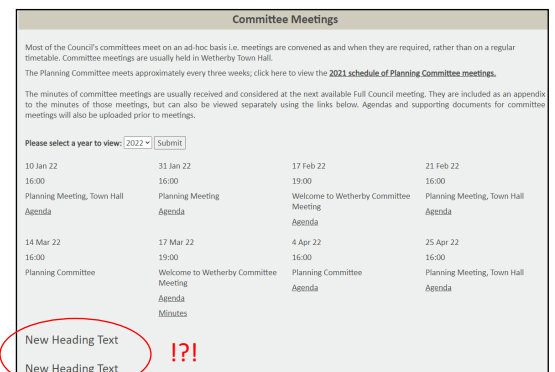 Committee Meetings
Most of the Council's committees meet on an ad-hoc basis i.e. meetings are convened as and when they are required, rather than on a regular
timetable. Committee meetings are usually held in Wetherby Town Hall.
The Planning Committee meets approximately every three weeks; click here to view the 2021 schedule of Planning Committee meetings.
The minutes of committee meetings are usually received and considered at the next available Full Council meeting. They are included as an appendix
to the minutes of those meetings, but can also be viewed separately using the links below. Agendas and supporting documents for committee
meetings will also be uploaded prior to meetings.
Please select a year to view: 2022 Submit
10 Jan 22
16:00
Planning Meeting, Town Hall
Agenda
31 Jan 22
16:00
Planning Meeting
Agenda
17 Feb 22
19:00
Welcome to Wetherby Committee
Meeting
Agenda
21 Feb 22
16:00
Planning Meeting, Town Hall
Agenda
14 Mar 22
16:00
Planning Committee
17 Mar 22
19:00
Welcome to Wetherby Committee
Meeting
Agenda
Minutes
4 Apr 22
16:00
Planning Committee
Agenda
25 Apr 22
16:00
Planning Meeting, Town Hall
Agenda
New Heading Text
!?!
New Heading Text